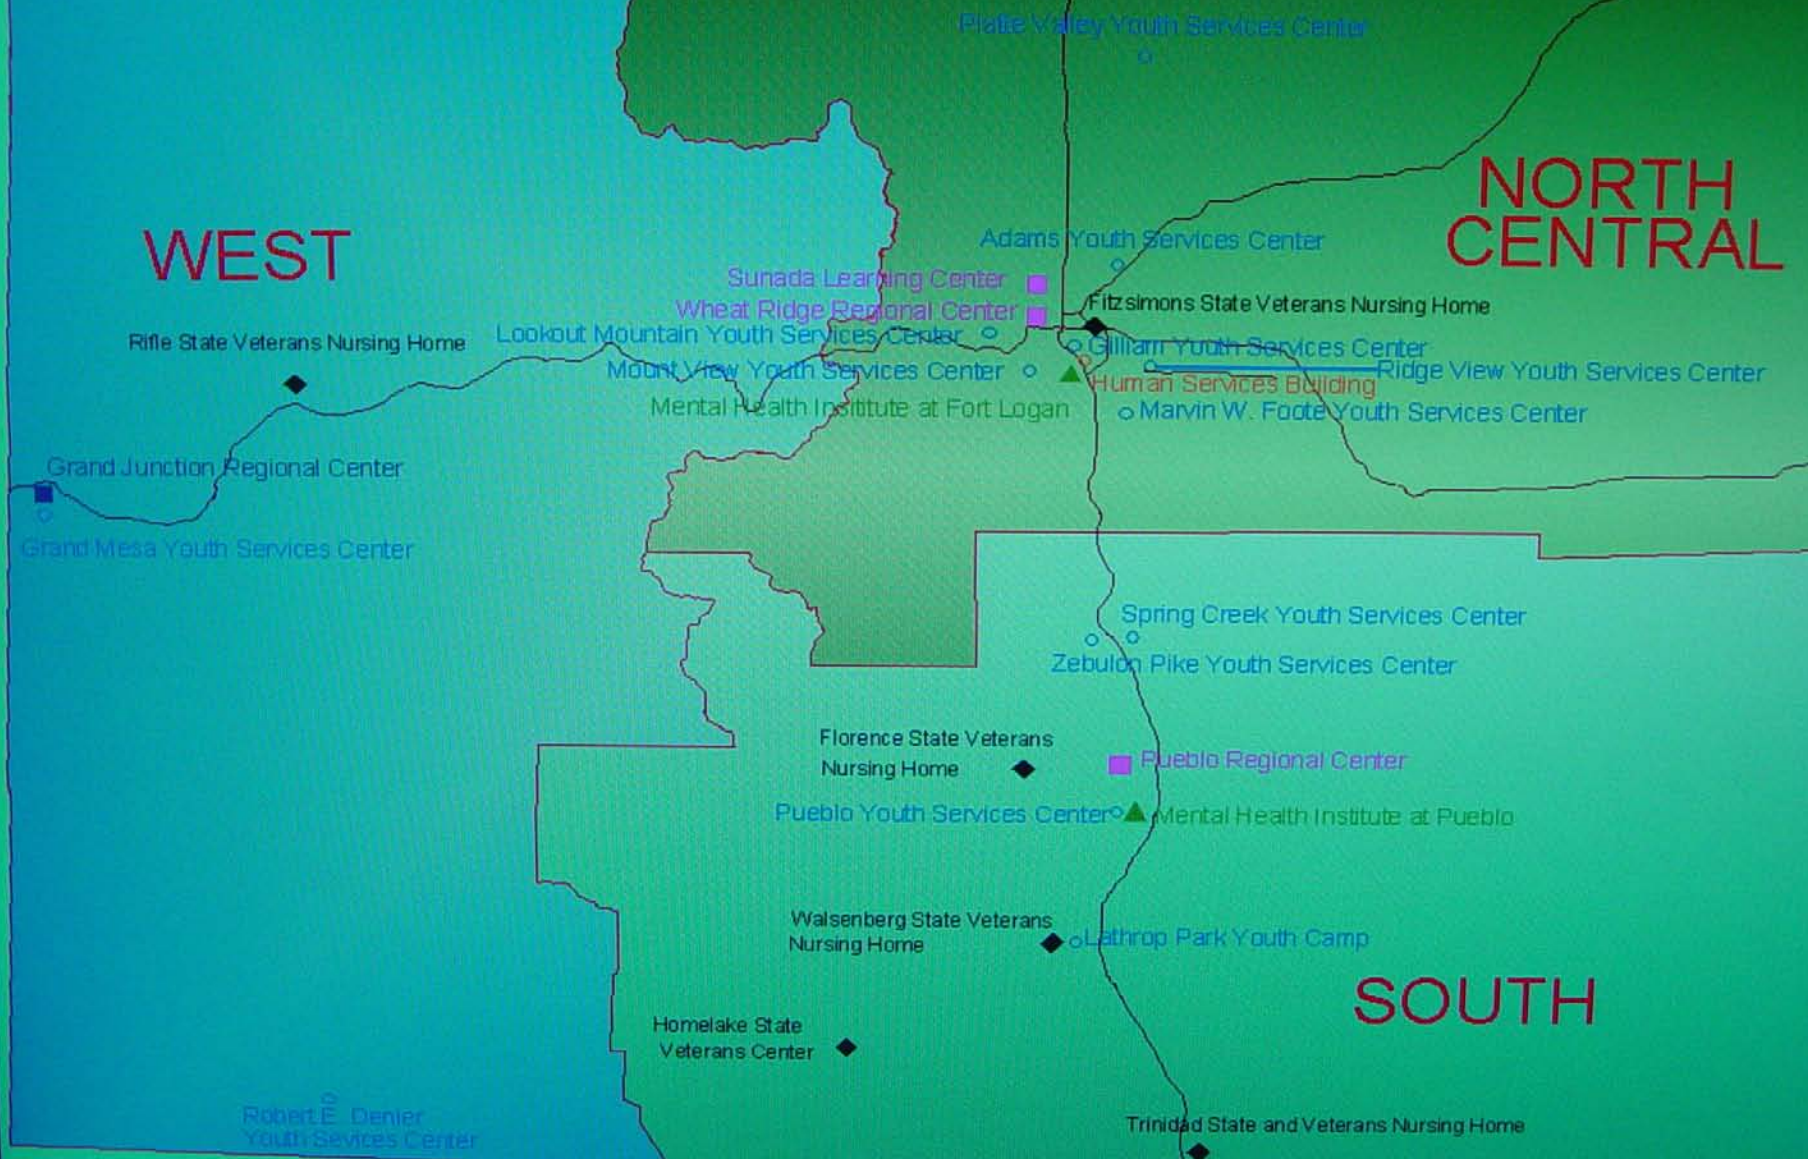 Platte Valley Youth Services Center
NORTH
CENTRAL
WEST
Adams Youth Services Center
Sunada Learning Center
Wheat Ridge Regional Center
Fitzsimons State Veterans Nursing Home
Rifle State Veterans Nursing Home
Lookout Mountain Youth Services Center
Gilliam Youth Services Center
Mount View Youth Services Center
Ridge View Youth Services Center
Human Services Building
Mental Health Insititute at Fort Logan
Marvin W. Foote Youth Services Center
Grand Junction Regional Center
Grand Mesa Youth Services Center
Spring Creek Youth Services Center
Zebulon Pike Youth Services Center
Florence State Veterans
Nursing Home
Pueblo Regional Center
Pueblo Youth Services Center
Mental Health Institute at Pueblo
Walsenberg State Veterans
Nursing Home
Lathrop Park Youth Camp
SOUTH
Homelake State
Veterans Center
Robert E. Denier
Youth Sevices Center
Trinidad State and Veterans Nursing Home